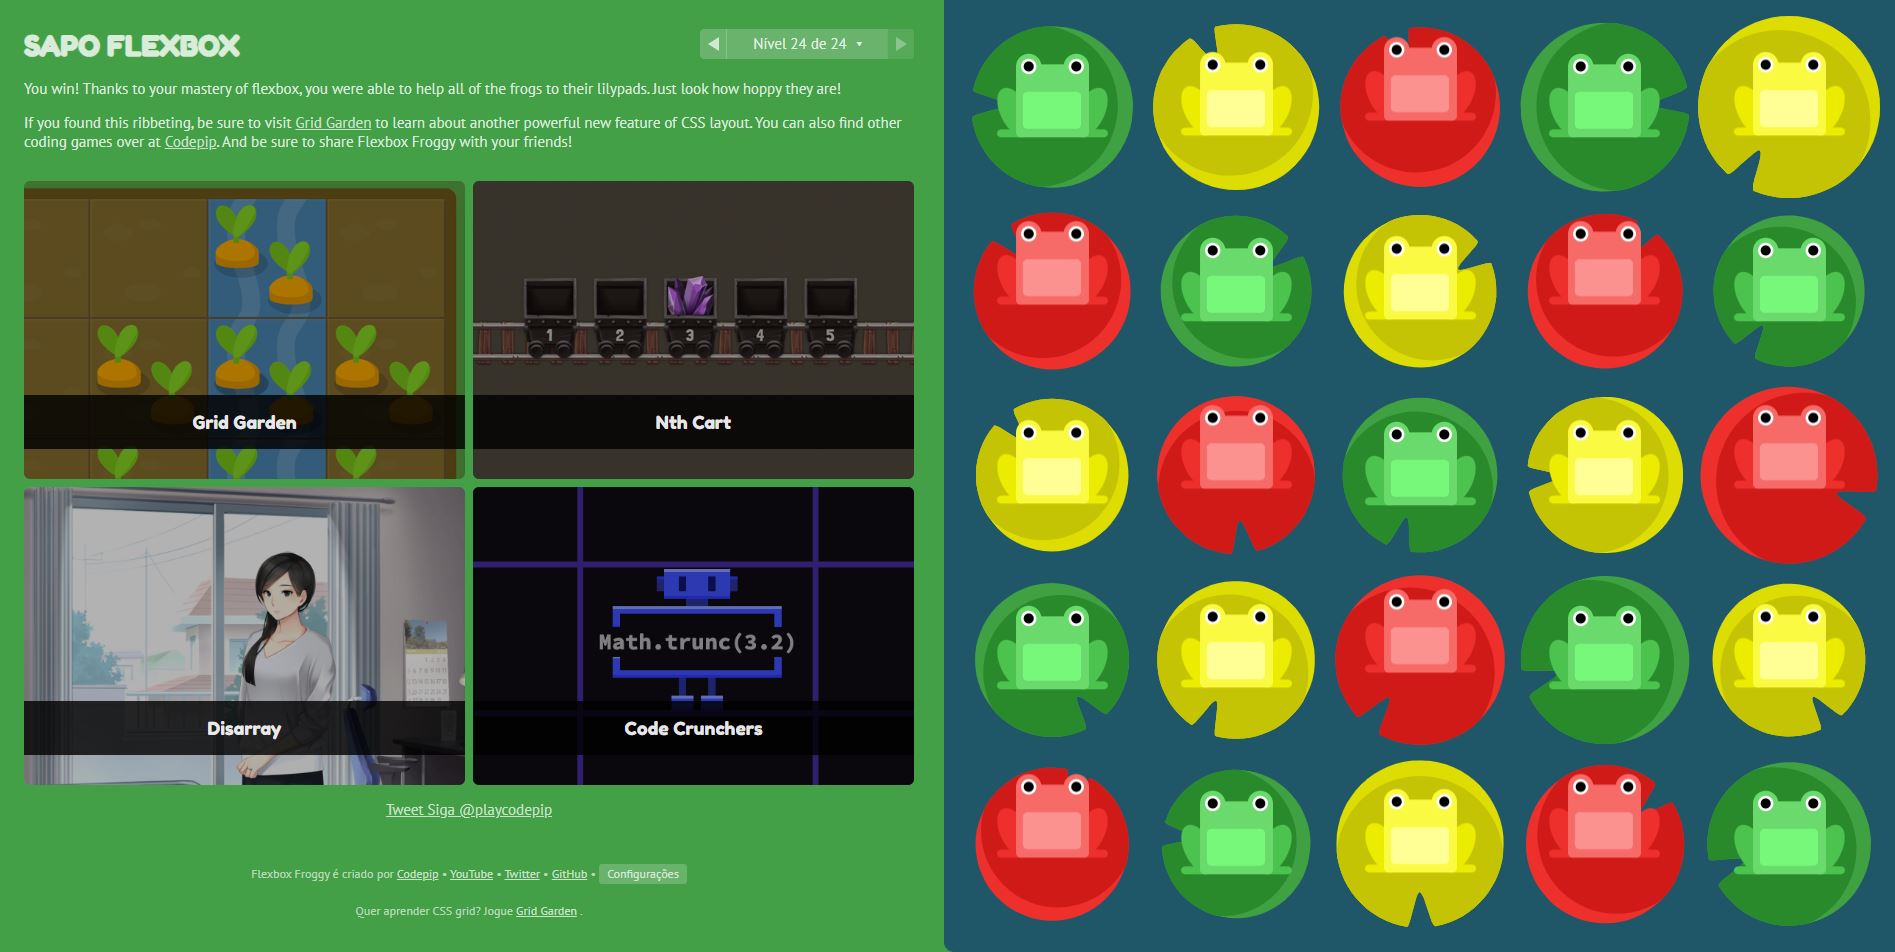 SAPO FLEXBOX
Nível 24 de 24
You win! Thanks to your mastery of flexbox, you were able to help all of the frogs to their lilypads. Just look how hoppy they are!
If you found this ribbeting, be sure to visit Grid Garden to learn about another powerful new feature of CSS layout. You can also find other
coding games over at Codepip. And be sure to share Flexbox Froggy with your friends!
1 2 3 4 5
Grid Garden
Nth Cart
Math.trunc(3.2)
Disarray
Code Crunchers
Tweet Siga @playcodepip
Flexbox Froggy é criado por Codepip • YouTube • Twitter • GitHub • Configurações
Quer aprender CSS grid? Jogue Grid Garden .